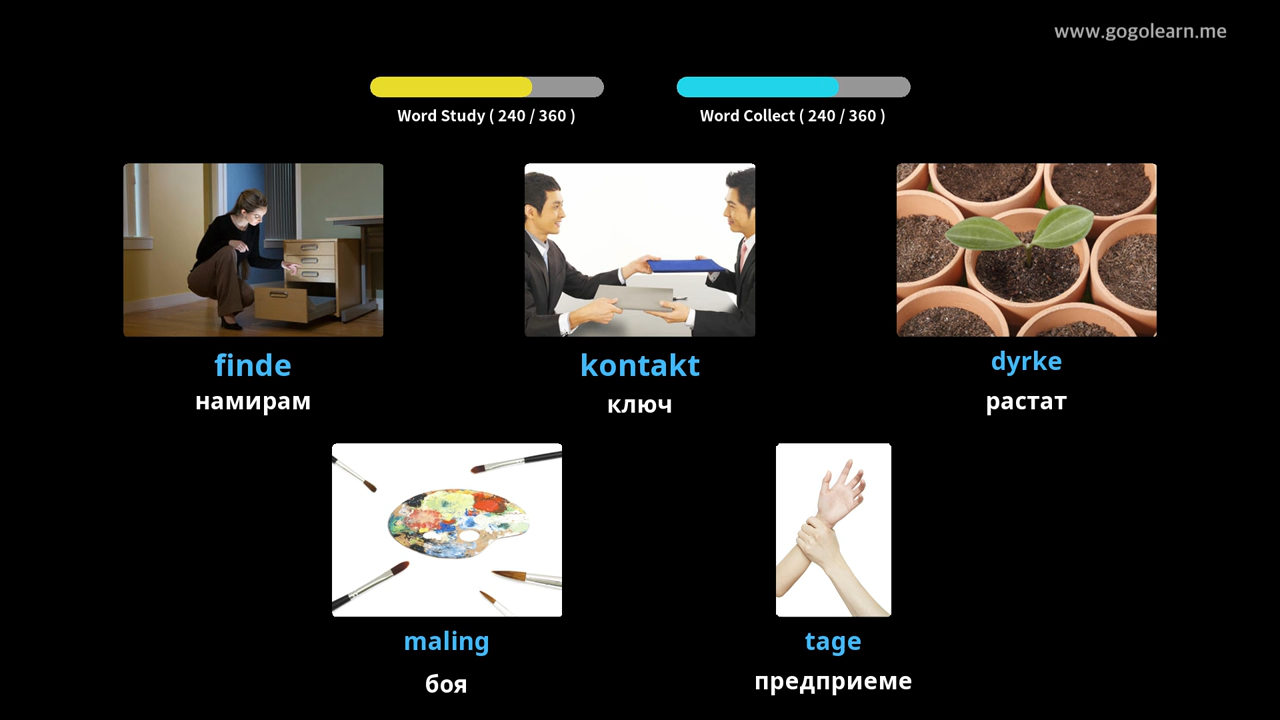 www.gogolearn.me
Word Study ( 240 / 360 )
Word Collect ( 240 / 360 )
finde
намирам
kontakt
ключ
dyrke
растат
maling
боя
tage
предприеме